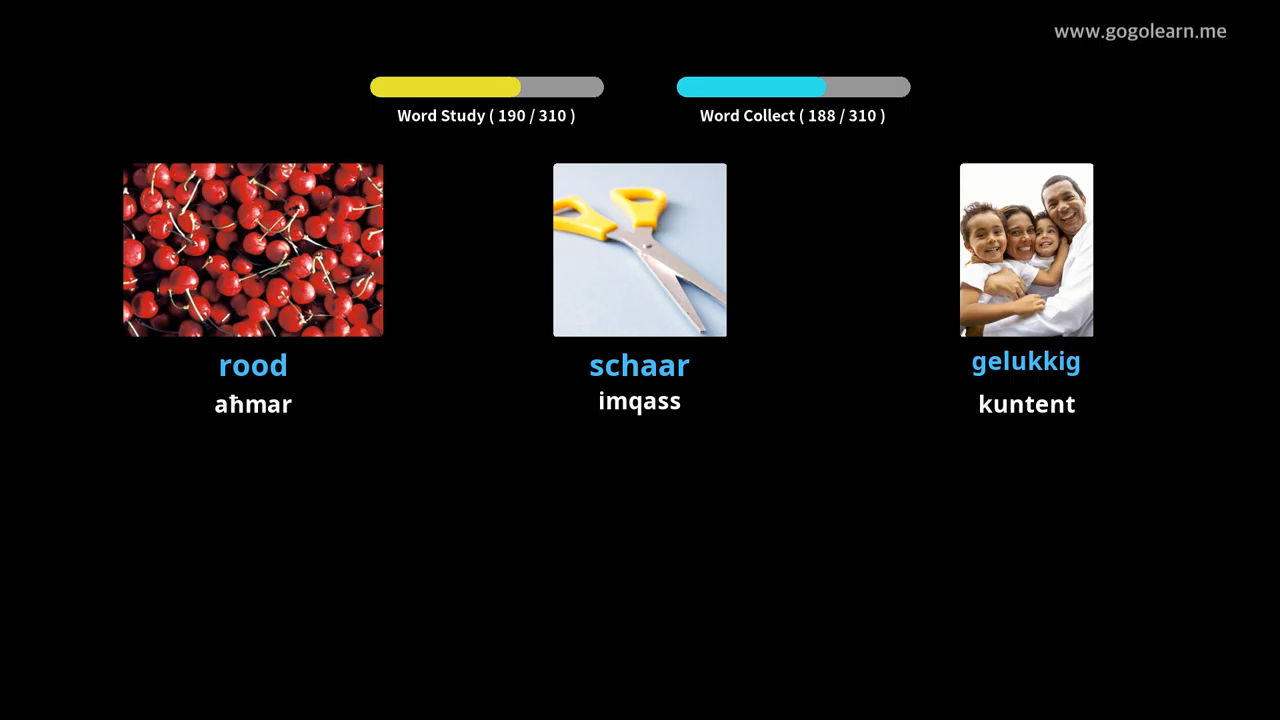 www.gogolearn.me
Word Study ( 190 / 310 )
Word Collect ( 188 / 310 )
rood
schaar
gelukkig
aħmar
imqass
kuntent